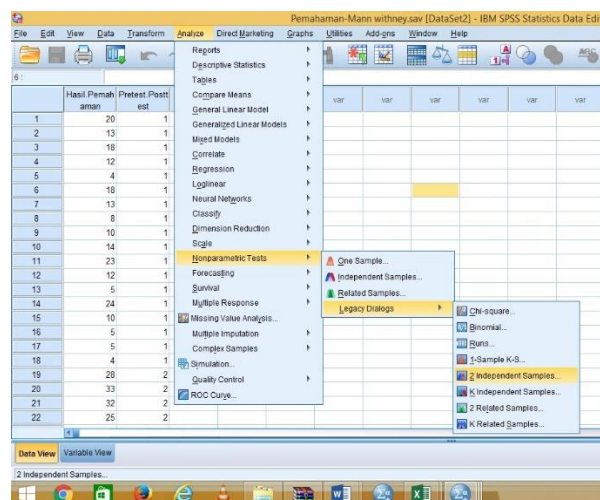 Pemahaman-Mann withney.sav [DataSet2] - IBM SPSS Statistics Data Edi
File Edit View Data Transform Analyze Direct Marketing Graphs Utilities Add-ons Window Help
6 :
Hasil.Pemah aman Pretest.Postt est var var var var var var
1 20 1
2 13 1
3 18 1
4 12 1
5 4 1
6 18 1
7 13 1
8 8 1
9 10 1
10 14 1
11 23 1
12 12 1
13 5 1
14 24 1
15 10 1
16 5 1
17 5 1
18 4 1
19 28 2
20 33 2
21 32 2
22 25 2
Reports
Descriptive Statistics
Tables
Compare Means
General Linear Model
Generalized Linear Models
Mixed Models
Correlate
Regression
Loglinear
Neural Networks
Classify
Dimension Reduction
Scale
Nonparametric Tests
Forecasting
Survival
Multiple Response
Missing Value Analysis...
Multiple Imputation
Complex Samples
Simulation...
Quality Control
ROC Curve...
One Sample...
Independent Samples...
Related Samples...
Legacy Dialogs
Chi-square...
Binomial...
Runs...
1-Sample K-S...
2 Independent Samples...
K Independent Samples...
2 Related Samples...
K Related Samples...
Data View Variable View
2 Independent Samples...